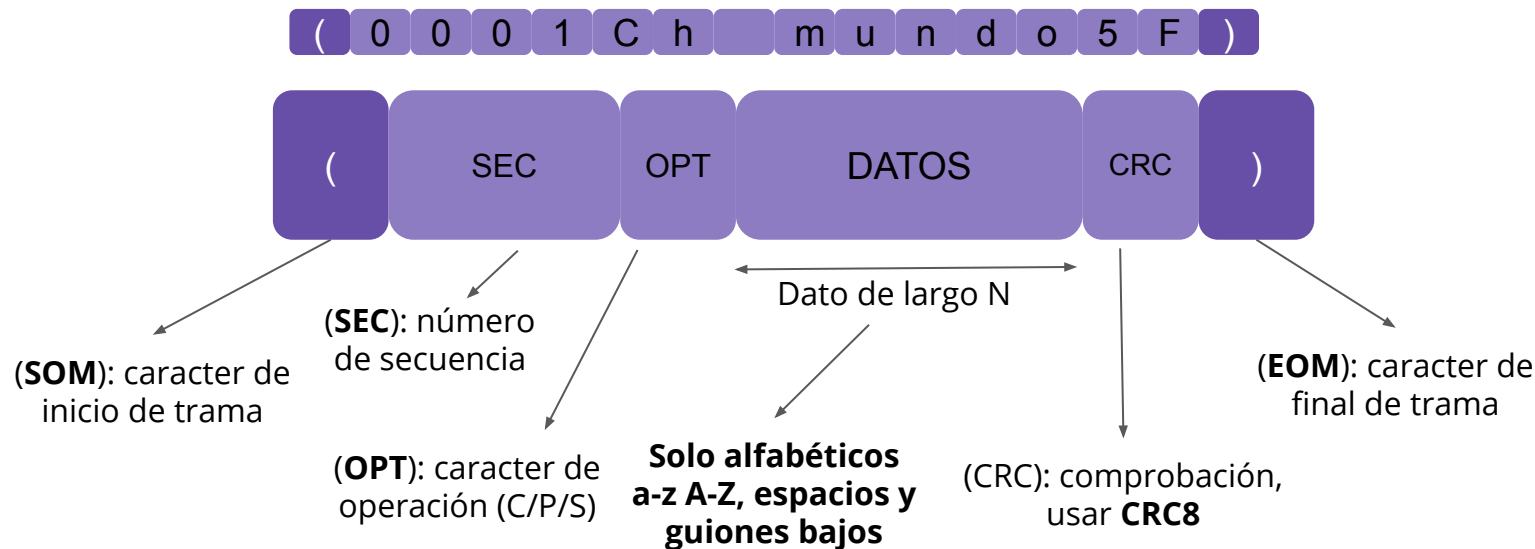 ( 0 0 0 1 C h   m u n d o 5 F )
( SEC OPT DATOS CRC )
Dato de largo N
(SEC): número
de secuencia
(SOM): caracter de
inicio de trama
(EOM): caracter de
final de trama
(OPT): caracter de
operación (C/P/S)
Solo alfabéticos
a-z A-Z, espacios y
guiones bajos
(CRC): comprobación,
usar CRC8